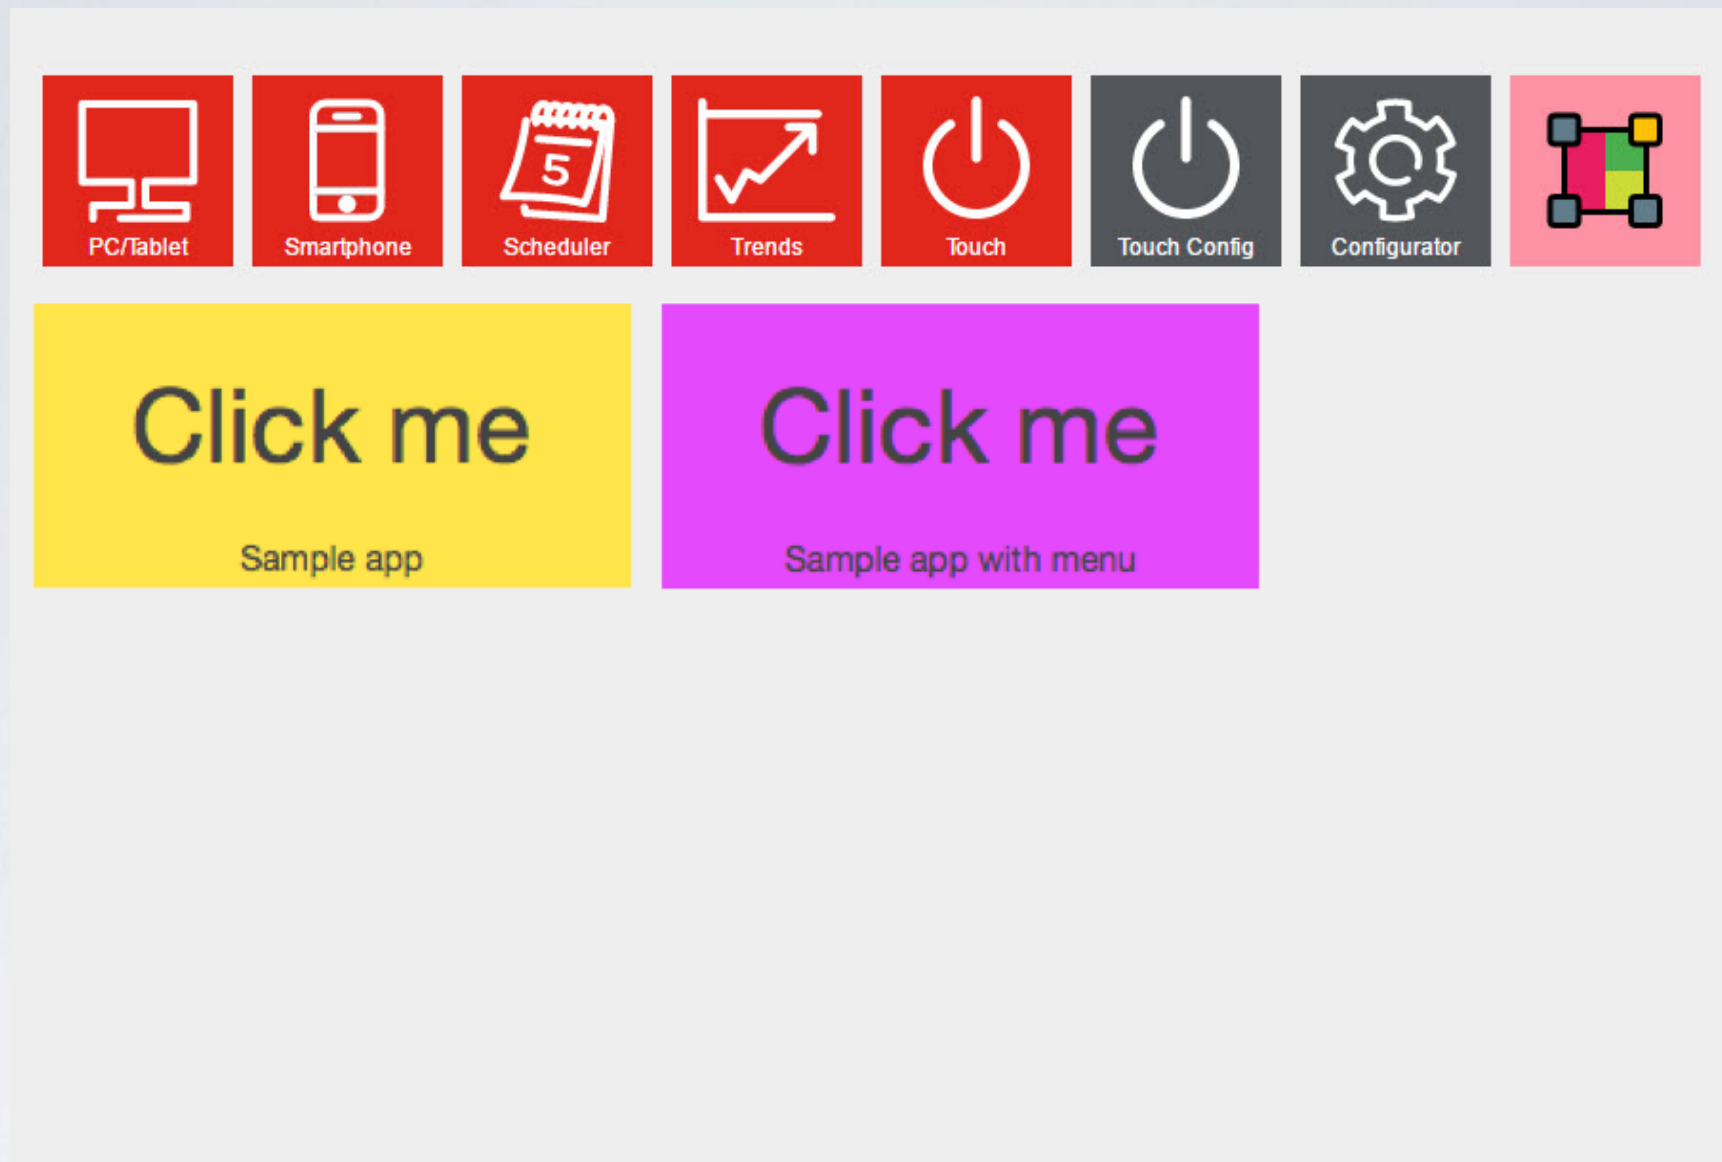 5
PC/Tablet
Smartphone
Scheduler
Trends
Touch
Touch Config
Configurator
Click me
Sample app
Click me
Sample app with menu